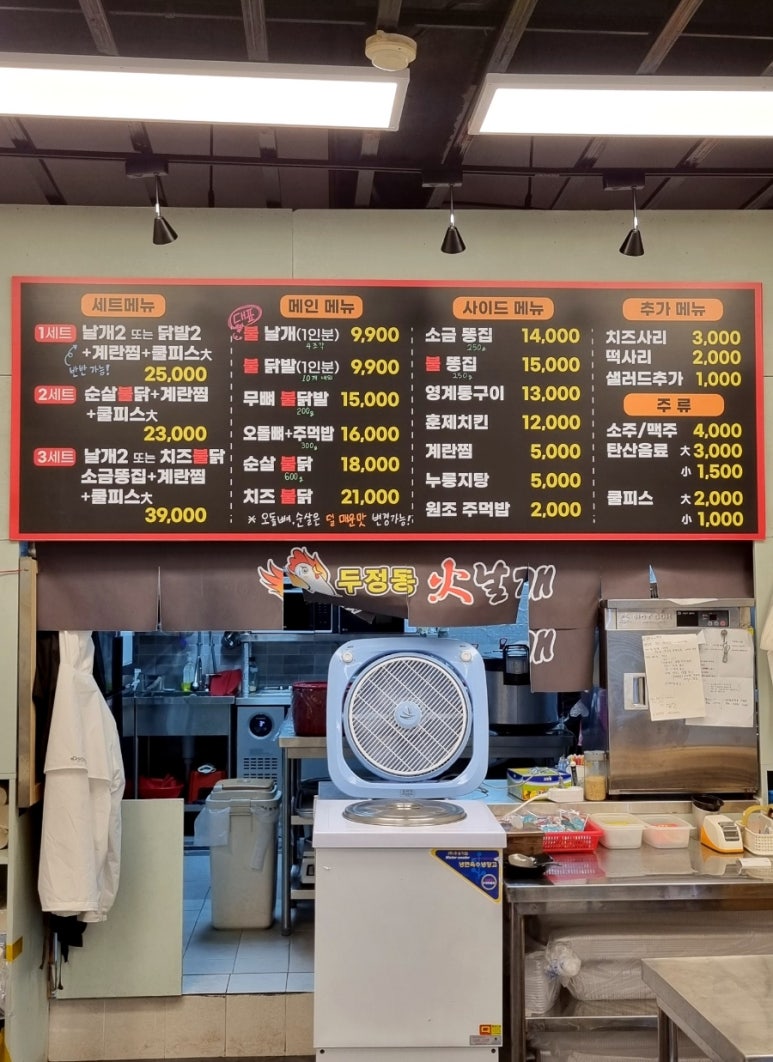 세트메뉴
1세트 날개2 또는 닭발2
+계란찜+쿨피스大
반반 가능!
25,000
2세트 순살불닭+계란찜
+쿨피스大
23,000
3세트 날개2 또는 치즈불닭
소금똥집+계란찜
+쿨피스大
39,000
메인 메뉴
대표
불 날개(1인분) 9,900
4조각
불 닭발(1인분) 9,900
무뼈 불닭발 15,000
200g
오돌뼈+주먹밥 16,000
300g
순살 불닭 18,000
600g
치즈 불닭 21,000
※ 오돌뼈,순살은 덜 매운맛 변경가능!
사이드 메뉴
소금 똥집 14,000
250g
불 똥집 15,000
250g
영계통구이 13,000
훈제치킨 12,000
계란찜 5,000
누룽지탕 5,000
원조 주먹밥 2,000
추가 메뉴
치즈사리 3,000
떡사리 2,000
샐러드추가 1,000
주 류
소주/맥주 4,000
탄산음료 大 3,000
小 1,500
쿨피스 大 2,000
小 1,000
두정동 火날개
개
냉면육수냉장고